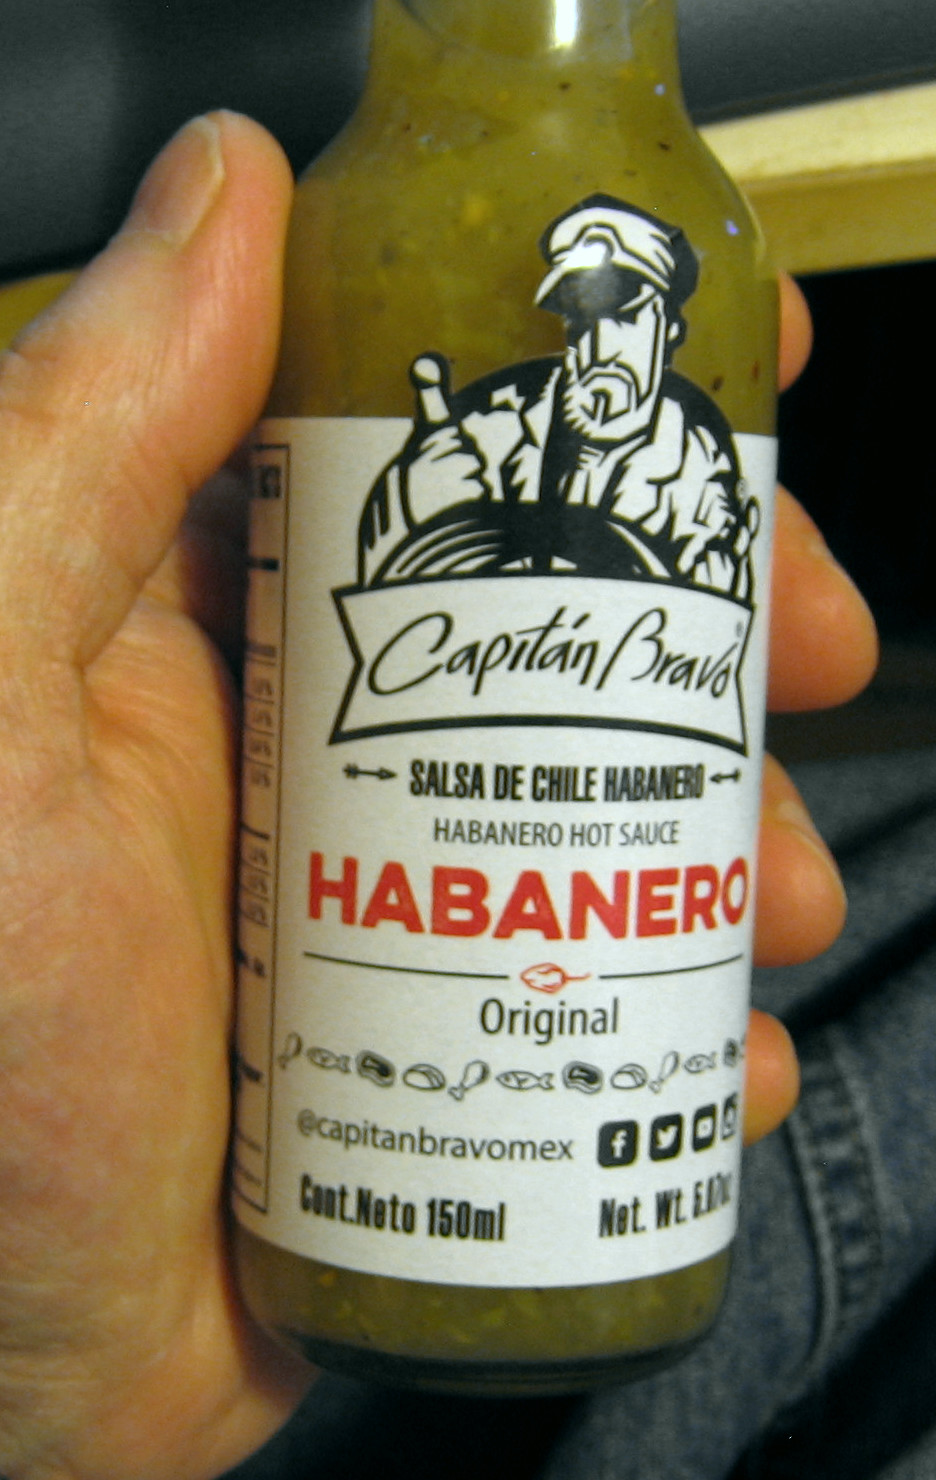 Capitán Bravo
SALSA DE CHILE HABANERO
HABANERO HOT SAUCE
HABANERO
Original
@capitanbravomex
Cont.Neto 150ml
Net. Wt.